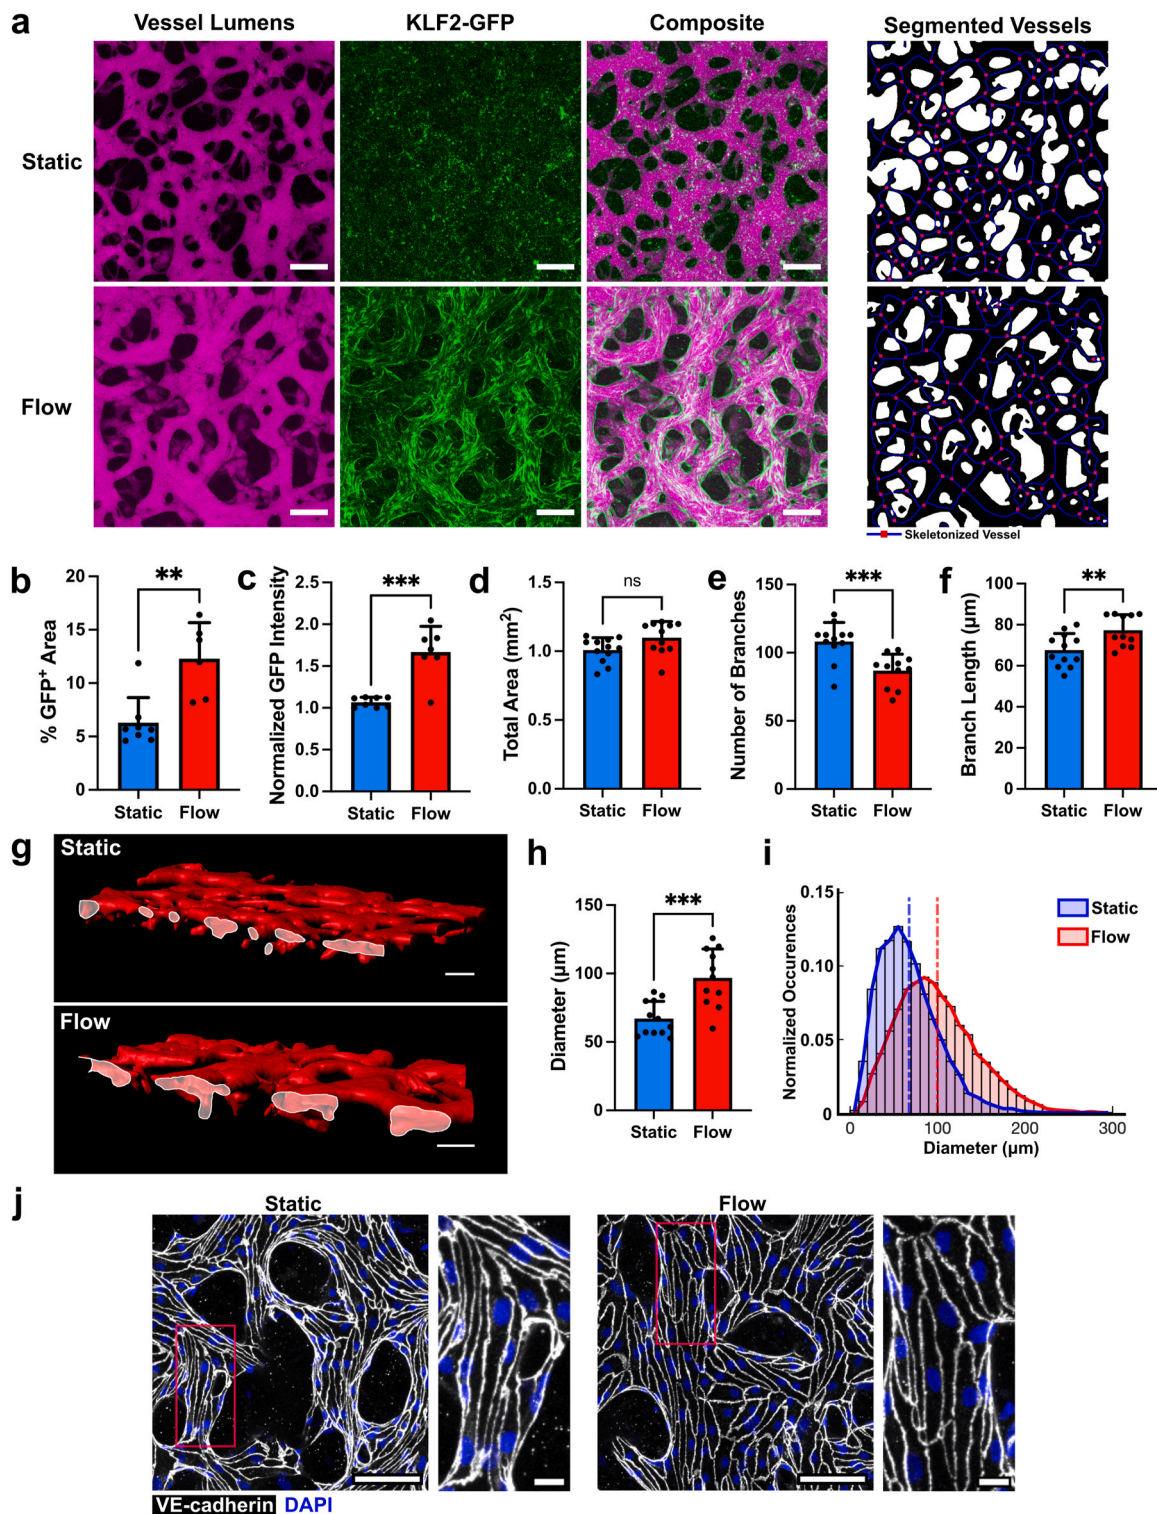 a
Vessel Lumens KLF2-GFP Composite Segmented Vessels
Static
Flow
Skeletonized Vessel
b
% GFP⁺ Area
20
15
10
5
0
**
Static Flow
c
Normalized GFP Intensity
2.5
2.0
1.5
1.0
0.5
0.0
***
Static Flow
d
Total Area (mm²)
1.5
1.0
0.5
0.0
ns
Static Flow
e
Number of Branches
150
100
50
0
***
Static Flow
f
Branch Length (µm)
100
80
60
40
20
0
**
Static Flow
g
Static
Flow
h
Diameter (µm)
150
100
50
0
***
Static Flow
i
Normalized Occurences
0.15
0.10
0.05
0
0 100 200 300
Diameter (µm)
Static
Flow
j
Static Flow
VE-cadherin DAPI